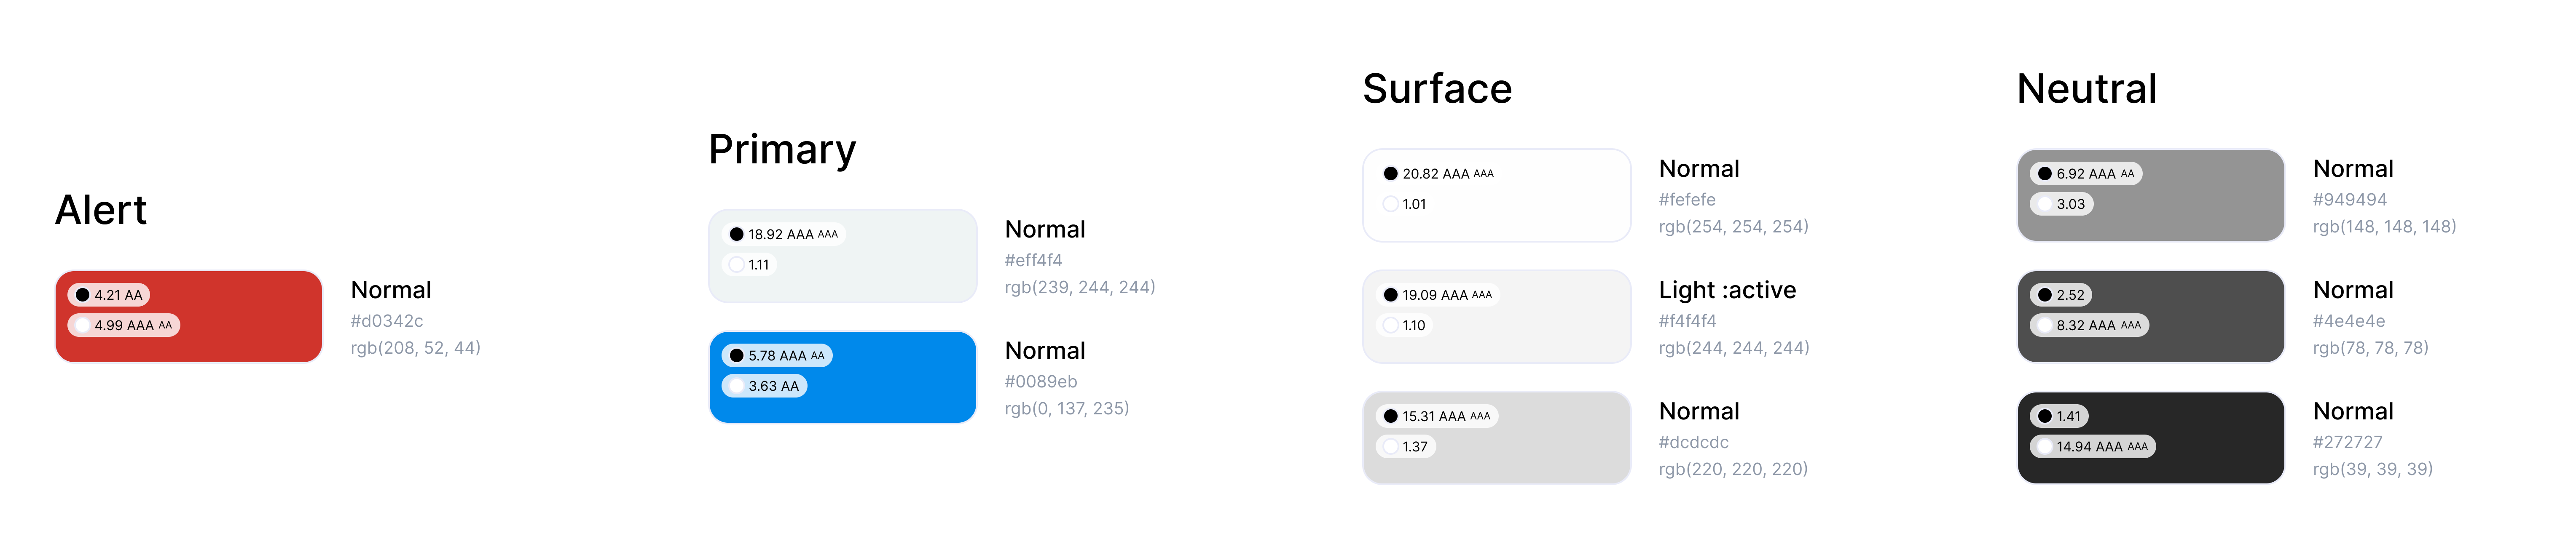 Alert
4.21 AA
4.99 AAA AA
Normal
#d0342c
rgb(208, 52, 44)
Primary
18.92 AAA AAA
1.11
Normal
#eff4f4
rgb(239, 244, 244)
5.78 AAA AA
3.63 AA
Normal
#0089eb
rgb(0, 137, 235)
Surface
20.82 AAA AAA
1.01
Normal
#fefefe
rgb(254, 254, 254)
19.09 AAA AAA
1.10
Light :active
#f4f4f4
rgb(244, 244, 244)
15.31 AAA AAA
1.37
Normal
#dcdcdc
rgb(220, 220, 220)
Neutral
6.92 AAA AA
3.03
Normal
#949494
rgb(148, 148, 148)
2.52
8.32 AAA AAA
Normal
#4e4e4e
rgb(78, 78, 78)
1.41
14.94 AAA AAA
Normal
#272727
rgb(39, 39, 39)